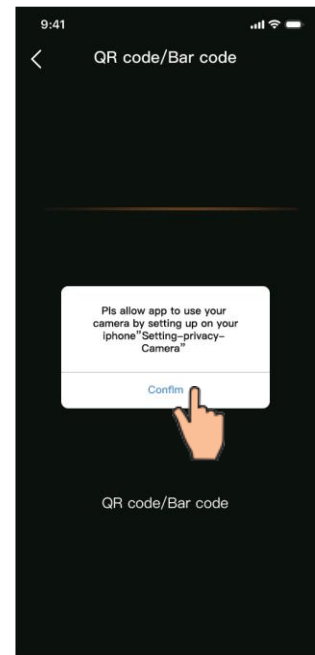 9:41
QR code/Bar code
Pls allow app to use your
camera by setting up on your
iphone"Setting-privacy-
Camera"
Confim
QR code/Bar code